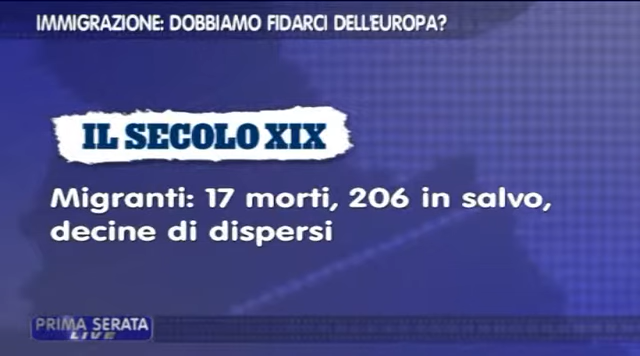 IMMIGRAZIONE: DOBBIAMO FIDARCI DELL'EUROPA?
IL SECOLO XIX
Migranti: 17 morti, 206 in salvo,
decine di dispersi
PRIMA SERATA
LIVE